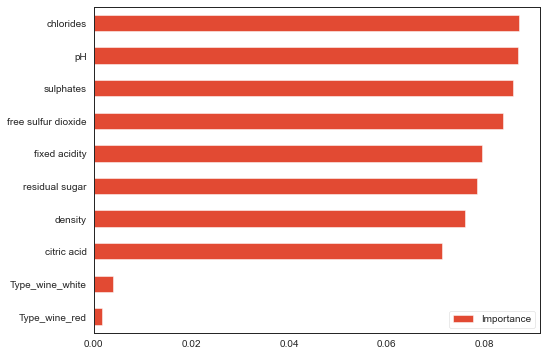 chlorides
pH
sulphates
free sulfur dioxide
fixed acidity
residual sugar
density
citric acid
Type_wine_white
Type_wine_red
Importance
0.00 0.02 0.04 0.06 0.08